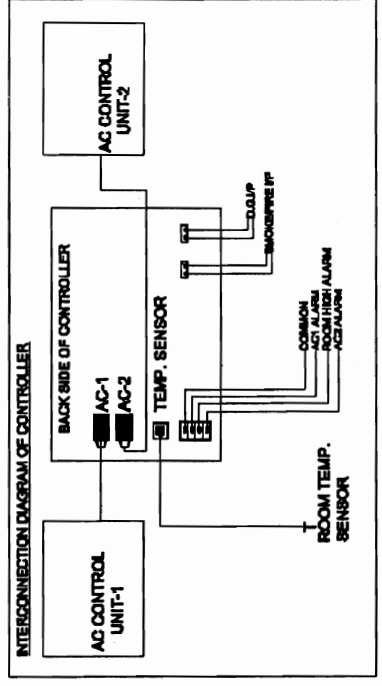 INTERCONNECTION DIAGRAM OF CONTROLLER
AC CONTROL
UNIT-1
BACK SIDE OF CONTROLLER
AC-1
AC-2
TEMP. SENSOR
AC CONTROL
UNIT-2
D.G.I/P
SMOKE/FIRE I/P
COMMON
AC1 ALARM
ROOM HIGH ALARM
AC2 ALARM
ROOM TEMP.
SENSOR